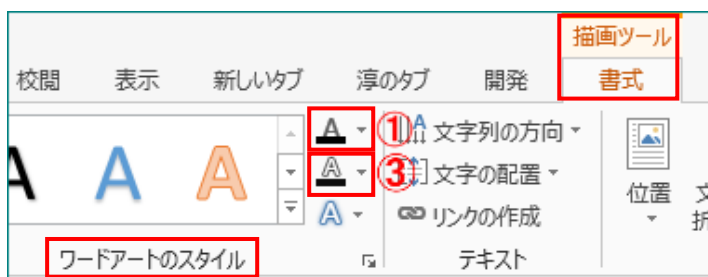 描画ツール
校閲 表示 新しいタブ 淳のタブ 開発 書式
A A A A ① A 文字列の方向
A ③ 文字の配置 位置
A リンクの作成
ワードアートのスタイル テキスト